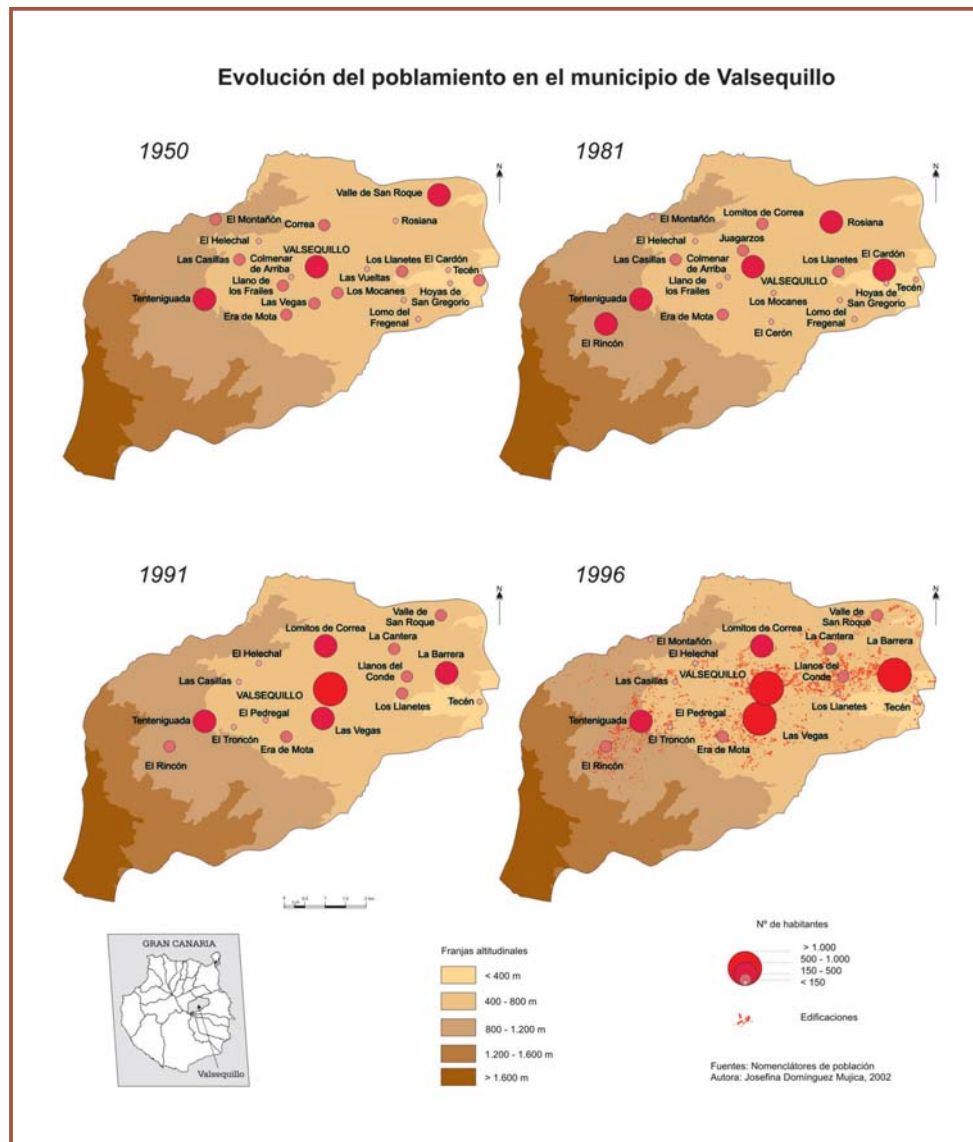 Evolución del poblamiento en el municipio de Valsequillo
1950
N
Valle de San Roque
El Montañón
Correa
Rosiana
El Helechal
VALSEQUILLO
Las Casillas
Colmenar
de Arriba
Los Llanetes
El Cardón
Las Vueltas
Tecén
Llano de
los Frailes
Los Mocanes
Hoyas de
San Gregorio
Tenteniguada
Las Vegas
Era de Mota
Lomo del
Fregenal
1981
N
El Montañón
Lomitos de Correa
Rosiana
El Helechal
Juagarzos
Las Casillas
Colmenar
de Arriba
Los Llanetes
El Cardón
VALSEQUILLO
Tecén
Llano de
los Frailes
Los Mocanes
Hoyas de
San Gregorio
Tenteniguada
Era de Mota
Lomo del
Fregenal
El Cerón
El Rincón
1991
N
Valle de
San Roque
Lomitos de Correa
La Cantera
El Helechal
La Barrera
Llanos del
Conde
Las Casillas
VALSEQUILLO
Los Llanetes
Tecén
Tenteniguada
El Pedregal
Las Vegas
El Troncón
Era de Mota
El Rincón
1996
N
Valle de
San Roque
El Montañón
Lomitos de Correa
La Cantera
La Barrera
El Helechal
Llanos del
Conde
Las Casillas
VALSEQUILLO
Los Llanetes
Tecén
Tenteniguada
El Pedregal
El Troncón
Era de Mota
Las Vegas
El Rincón
GRAN CANARIA
Valsequillo
Franjas altitudinales
< 400 m
400 - 800 m
800 - 1.200 m
1.200 - 1.600 m
> 1.600 m
Nº de habitantes
> 1.000
500 - 1.000
150 - 500
< 150
Edificaciones
Fuentes: Nomenclátores de población
Autora: Josefina Domínguez Mujica, 2002